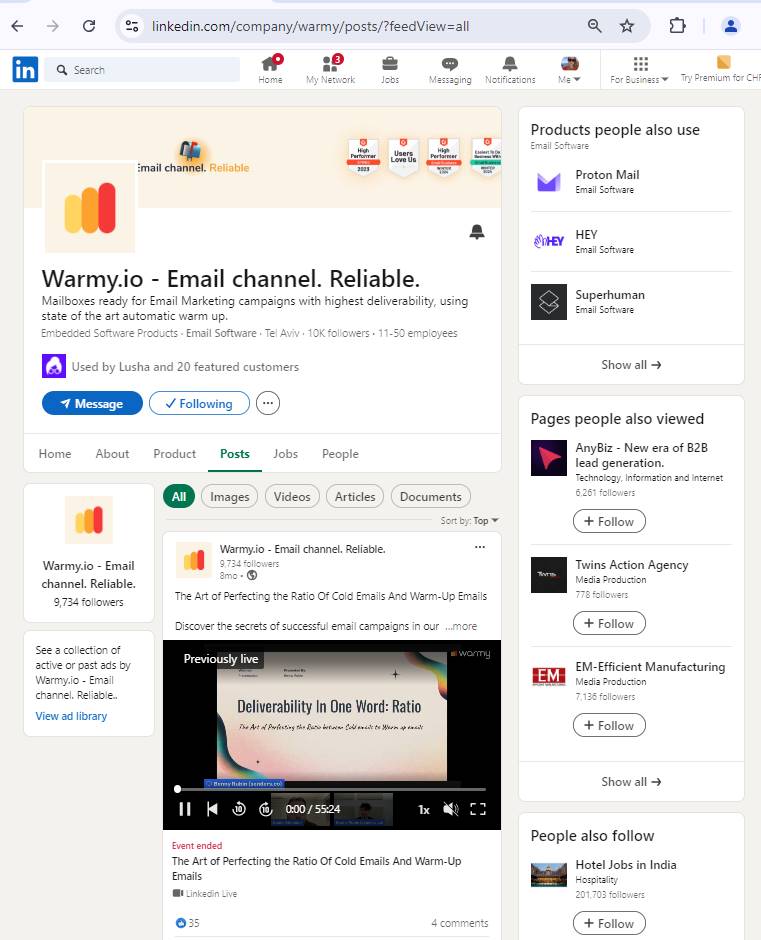 linkedin.com/company/warmy/posts/?feedView=all
in
Search
Home
3
My Network
Jobs
Messaging
Notifications
Me
For Business
Try Premium for CHF
Email channel. Reliable
High Performer
2023
Users Love Us
High Performer
WINTER
2024
Easiest To Do Business With
WINTER
2024
Warmy.io - Email channel. Reliable.
Mailboxes ready for Email Marketing campaigns with highest deliverability, using
state of the art automatic warm up.
Embedded Software Products · Email Software · Tel Aviv · 10K followers · 11-50 employees
Used by Lusha and 20 featured customers
Message
Following
Home
About
Product
Posts
Jobs
People
Warmy.io - Email
channel. Reliable.
9,734 followers
See a collection of
active or past ads by
Warmy.io - Email
channel. Reliable..
View ad library
All
Images
Videos
Articles
Documents
Sort by: Top
Warmy.io - Email channel. Reliable.
9,734 followers
8mo •
The Art of Perfecting the Ratio Of Cold Emails And Warm-Up Emails
Discover the secrets of successful email campaigns in our ...more
Previously live
warmy
Deliverability In One Word: Ratio
The Art of Perfecting the Ratio between Cold emails to Warm up emails
Benny Rubin (senders.co)
10
10
0:00 / 55:24
1x
Event ended
The Art of Perfecting the Ratio Of Cold Emails And Warm-Up
Emails
Linkedin Live
35
4 comments
Products people also use
Email Software
Proton Mail
Email Software
HEY
HEY
Email Software
Superhuman
Email Software
Show all →
Pages people also viewed
AnyBiz - New era of B2B
lead generation.
Technology, Information and Internet
6,261 followers
+ Follow
Twins
Twins Action Agency
Media Production
778 followers
+ Follow
EM
EM-Efficient Manufacturing
Media Production
7,136 followers
+ Follow
Show all →
People also follow
Hotel Jobs in India
Hospitality
201,703 followers
+ Follow